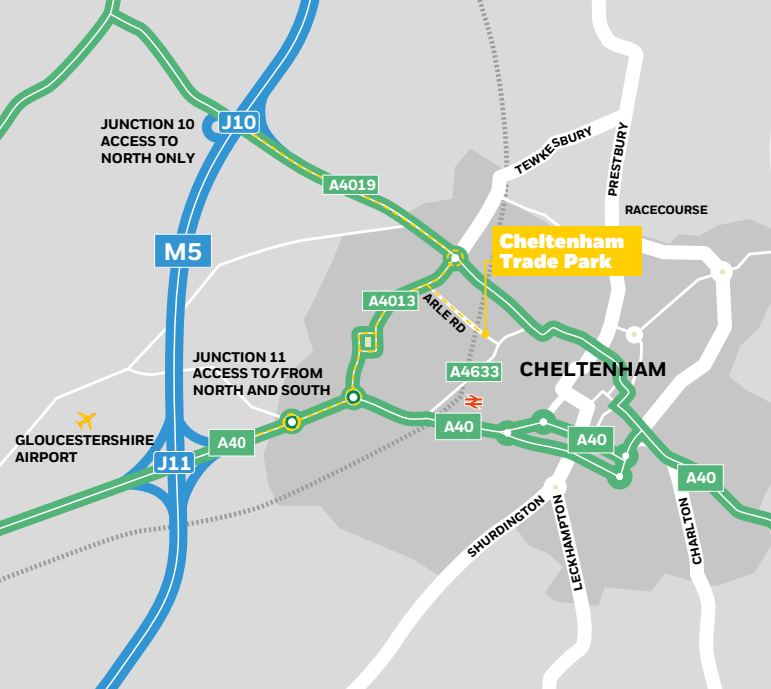 J10
JUNCTION 10
ACCESS TO
NORTH ONLY
TEWKESBURY
PRESTBURY
A4019
RACECOURSE
M5
Cheltenham
Trade Park
A4013
ARLE RD
JUNCTION 11
ACCESS TO/FROM
NORTH AND SOUTH
A4633
CHELTENHAM
GLOUCESTERSHIRE
AIRPORT
A40
A40
A40
J11
A40
SHURDINGTON
LECKHAMPTON
CHARLTON